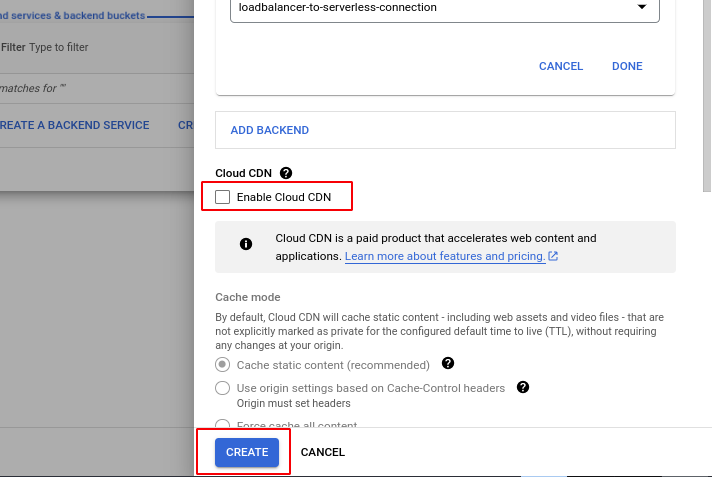 nd services & backend buckets
Filter Type to filter
matches for ""
REATE A BACKEND SERVICE CR
loadbalancer-to-serverless-connection
CANCEL DONE
ADD BACKEND
Cloud CDN ?
Enable Cloud CDN
Cloud CDN is a paid product that accelerates web content and
applications. Learn more about features and pricing.
Cache mode
By default, Cloud CDN will cache static content - including web assets and video files - that are
not explicitly marked as private for the configured default time to live (TTL), without requiring
any changes at your origin.
Cache static content (recommended) ?
Use origin settings based on Cache-Control headers ?
Origin must set headers
Force cache all content
CREATE CANCEL